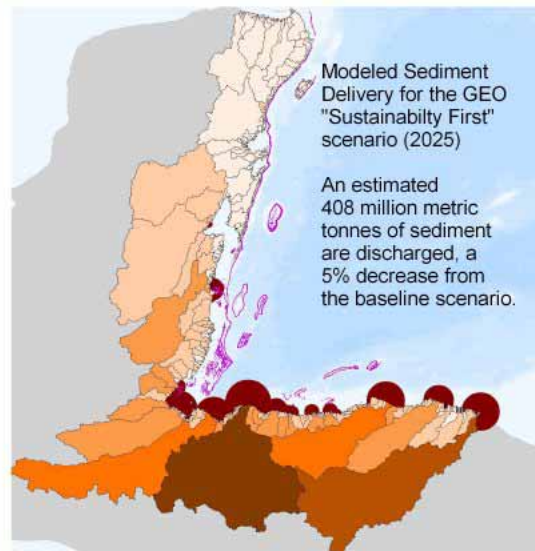 Modeled Sediment
Delivery for the GEO
"Sustainabilty First"
scenario (2025)
An estimated
408 million metric
tonnes of sediment
are discharged, a
5% decrease from
the baseline scenario.